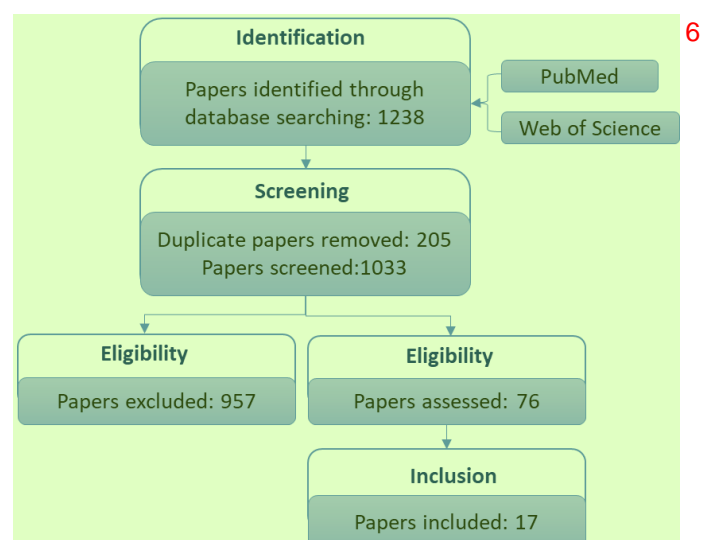 Identification
6
Papers identified through
database searching: 1238
PubMed
Web of Science
Screening
Duplicate papers removed: 205
Papers screened:1033
Eligibility
Papers excluded: 957
Eligibility
Papers assessed: 76
Inclusion
Papers included: 17